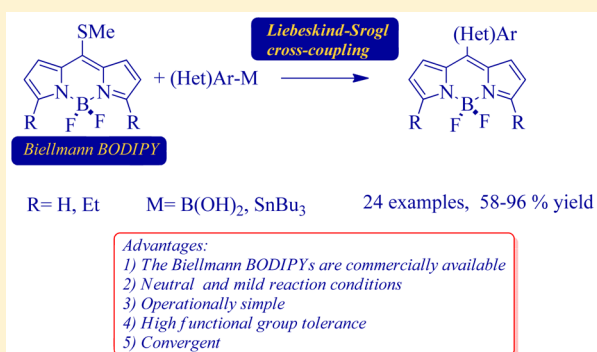 SMe
Liebeskind-Srogl
cross-coupling
(Het)Ar
N N
B
F F
R R
+ (Het)Ar-M
N N
B
F F
R R
Biellmann BODIPY
R= H, Et M= B(OH)₂, SnBu₃ 24 examples, 58-96 % yield
Advantages:
1) The Biellmann BODIPYs are commercially available
2) Neutral and mild reaction conditions
3) Operationally simple
4) High functional group tolerance
5) Convergent